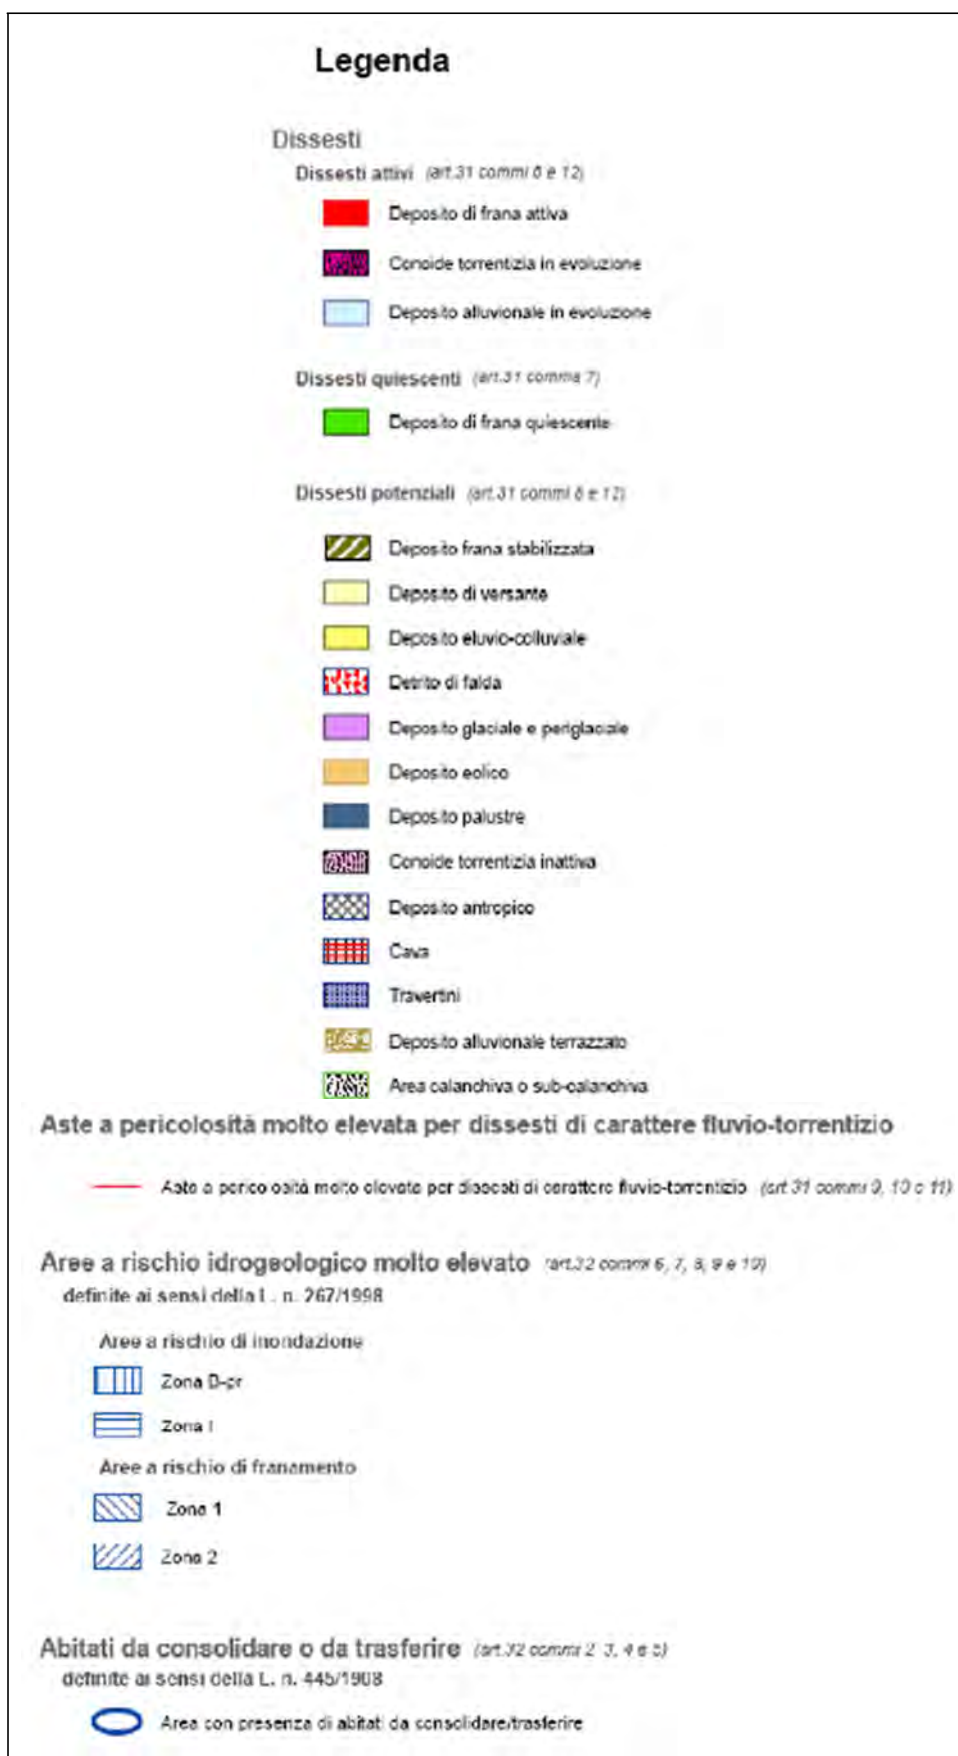 Legenda
Dissesti
Dissesti attivi (art.31 commi 6 e 12)
Deposito di frana attiva
Conoide torrentizia in evoluzione
Deposito alluvionale in evoluzione
Dissesti quiescenti (art.31 comma 7)
Deposito di frana quiescente
Dissesti potenziali (art.31 commi 8 e 12)
Deposito frana stabilizzata
Deposito di versante
Deposito eluvio-colluviale
Detrito di falda
Deposito glaciale e periglaciale
Deposito eolico
Deposito palustre
Conoide torrentizia inattiva
Deposito antropico
Cava
Travertini
Deposito alluvionale terrazzato
Area calanchiva o sub-calanchiva
Aste a pericolosità molto elevata per dissesti di carattere fluvio-torrentizio
Aste a pericolosità molto elevata per dissesti di carattere fluvio-torrentizio (art.31 commi 9, 10 e 11)
Aree a rischio idrogeologico molto elevato (art.32 commi 6, 7, 8, 9 e 10)
definite ai sensi della L. n. 267/1998
Aree a rischio di inondazione
Zona B-pr
Zona I
Aree a rischio di franamento
Zona 1
Zona 2
Abitati da consolidare o da trasferire (art.32 commi 2, 3, 4 e 5)
definite ai sensi della L. n. 445/1908
Area con presenza di abitati da consolidare/trasferire